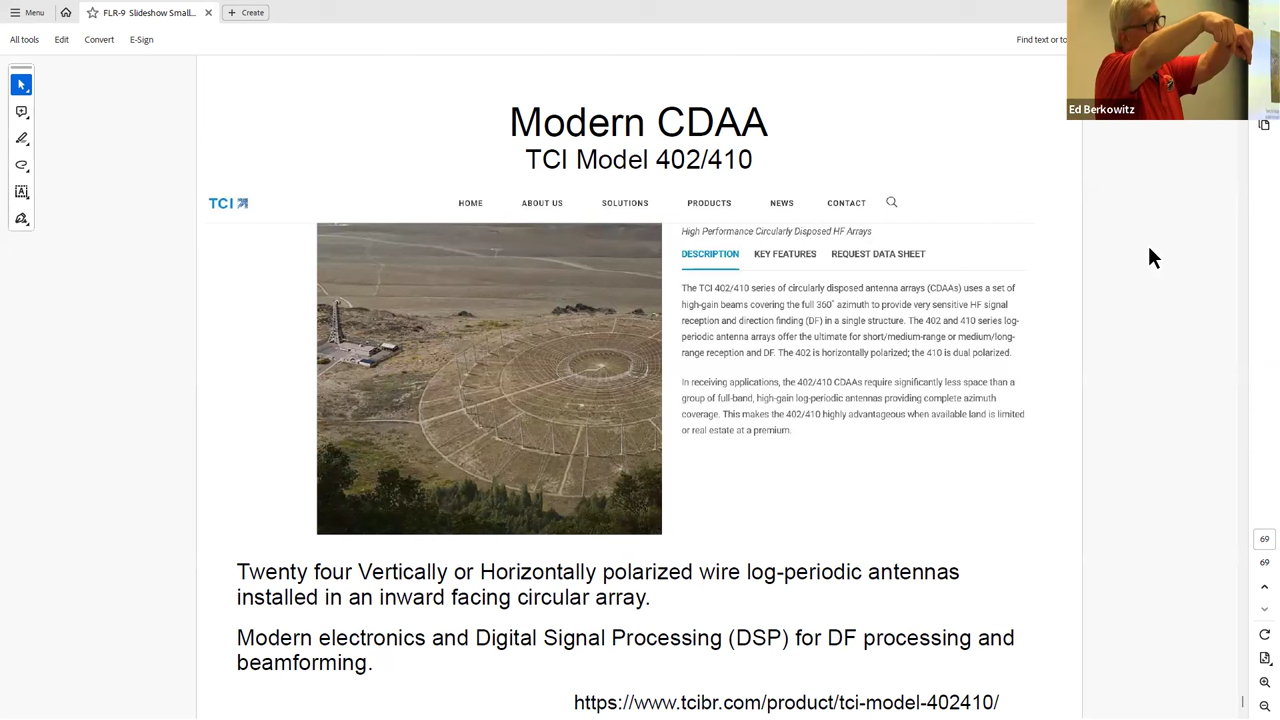 Menu
FLR-9 Slideshow Small...
Create
All tools
Edit
Convert
E-Sign
Find text or to
Ed Berkowitz
Modern CDAA
TCI Model 402/410
TCI
HOME
ABOUT US
SOLUTIONS
PRODUCTS
NEWS
CONTACT
High Performance Circularly Disposed HF Arrays
DESCRIPTION
KEY FEATURES
REQUEST DATA SHEET
The TCI 402/410 series of circularly disposed antenna arrays (CDAAs) uses a set of
high-gain beams covering the full 360° azimuth to provide very sensitive HF signal
reception and direction finding (DF) in a single structure. The 402 and 410 series log-
periodic antenna arrays offer the ultimate for short/medium-range or medium/long-
range reception and DF. The 402 is horizontally polarized; the 410 is dual polarized.
In receiving applications, the 402/410 CDAAs require significantly less space than a
group of full-band, high-gain log-periodic antennas providing complete azimuth
coverage. This makes the 402/410 highly advantageous when available land is limited
or real estate at a premium.
Twenty four Vertically or Horizontally polarized wire log-periodic antennas
installed in an inward facing circular array.
Modern electronics and Digital Signal Processing (DSP) for DF processing and
beamforming.
https://www.tcibr.com/product/tci-model-402410/
69
69